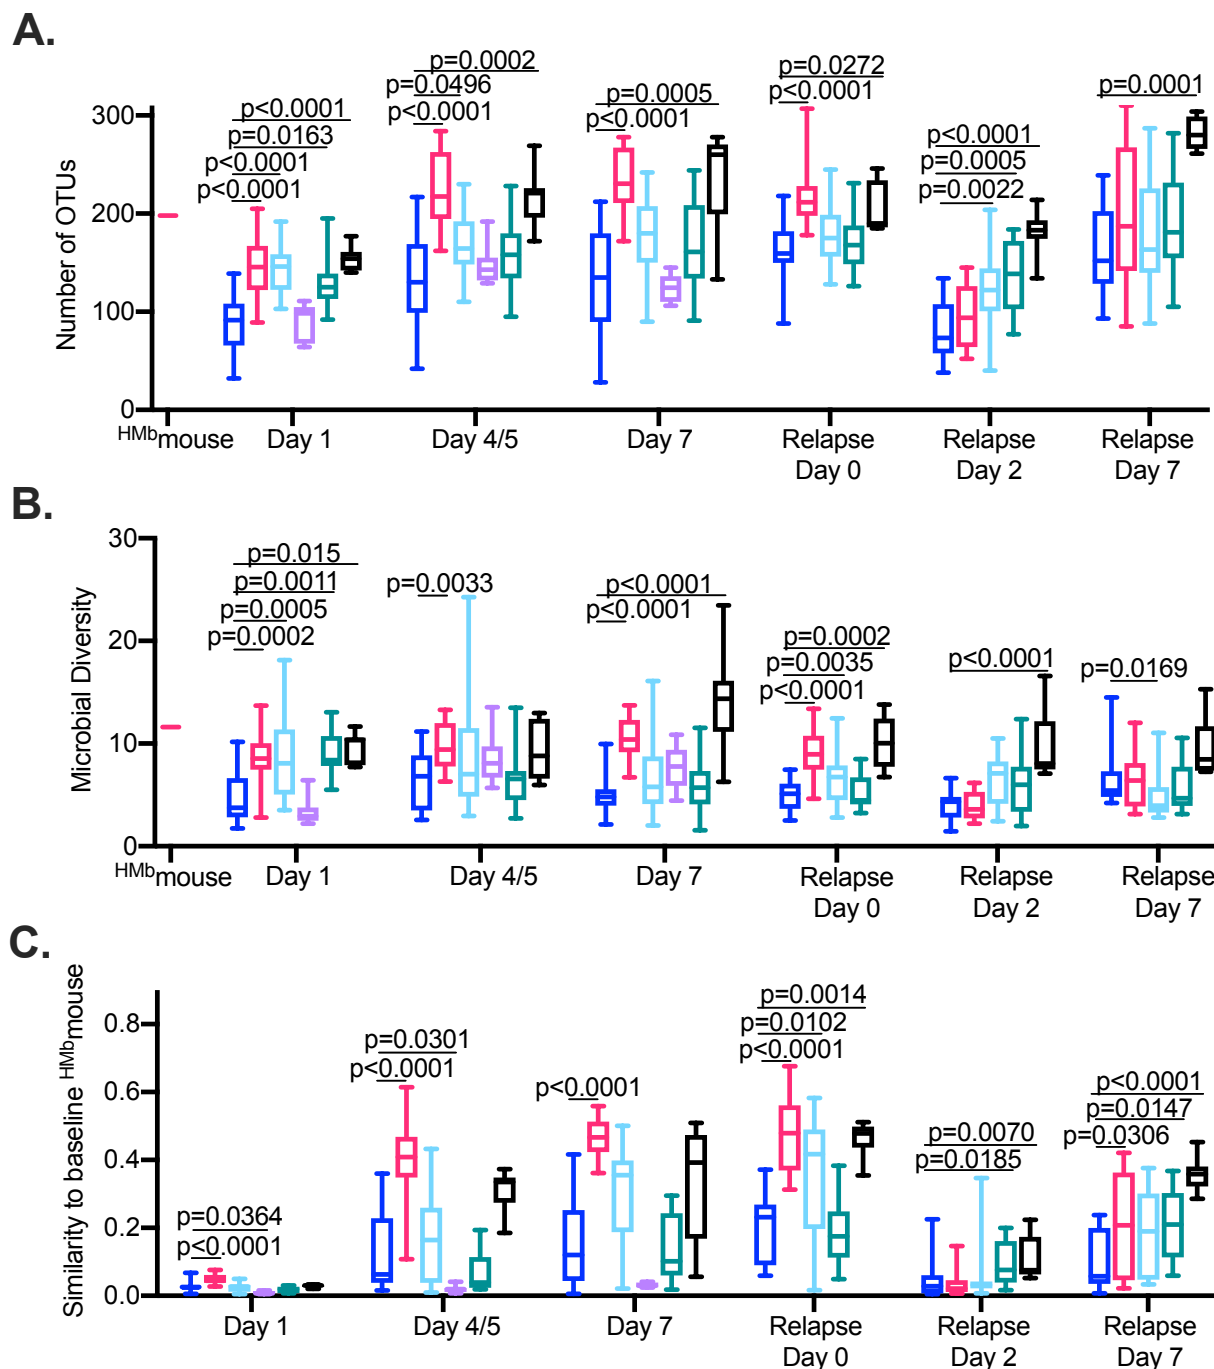 A.
p=0.0002
p<0.0001 p=0.0496 p=0.0005 p=0.0272 p=0.0001
p=0.0163 p<0.0001 p<0.0001 p<0.0001 p<0.0001
p<0.0001 p=0.0005
p<0.0001 p=0.0022
Number of OTUs
300
200
100
0
HMbmouse Day 1 Day 4/5 Day 7 Relapse Relapse Relapse
Day 0 Day 2 Day 7
B.
p=0.015 p=0.0033 p<0.0001 p=0.0002 p<0.0001 p=0.0169
p=0.0011 p<0.0001 p=0.0035
p=0.0005 p<0.0001
p=0.0002
Microbial Diversity
30
20
10
0
HMbmouse Day 1 Day 4/5 Day 7 Relapse Relapse Relapse
Day 0 Day 2 Day 7
C.
p=0.0364 p=0.0301 p<0.0001 p=0.0014 p=0.0070 p<0.0001
p<0.0001 p<0.0001 p=0.0102 p=0.0185 p=0.0147
p<0.0001 p=0.0306
Similarity to baseline HMbmouse
0.8
0.6
0.4
0.2
0.0
Day 1 Day 4/5 Day 7 Relapse Relapse Relapse
Day 0 Day 2 Day 7